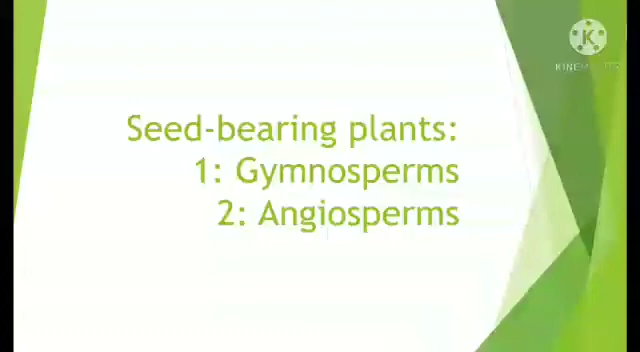 Seed-bearing plants:
1: Gymnosperms
2: Angiosperms
K